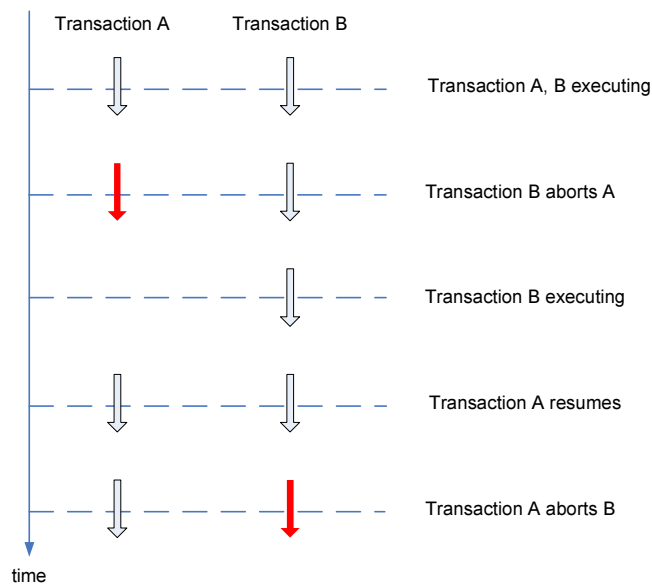 Transaction A
Transaction B
Transaction A, B executing
Transaction B aborts A
Transaction B executing
Transaction A resumes
Transaction A aborts B
time